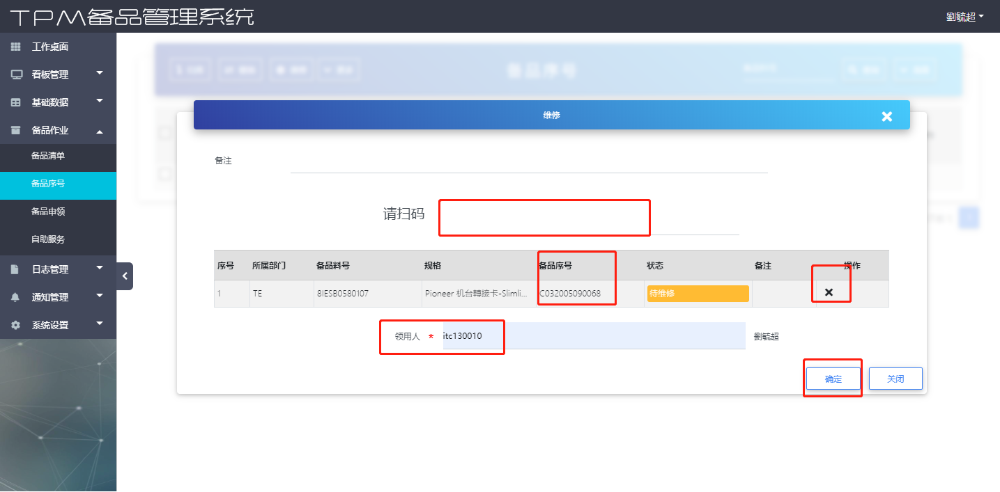 TPM备品管理系统
劉毓超
工作桌面
看板管理
基础数据
备品作业
备品清单
备品序号
备品申领
自助服务
日志管理
通知管理
系统设置
备品序号
维修
备注
请扫码
序号 所属部门 备品料号 规格 备品序号 状态 备注 操作
1 TE 8IESB0580107 Pioneer 机台轉接卡-Slimli... C032005090068 待维修
领用人 * itc130010 劉毓超
确定 关闭